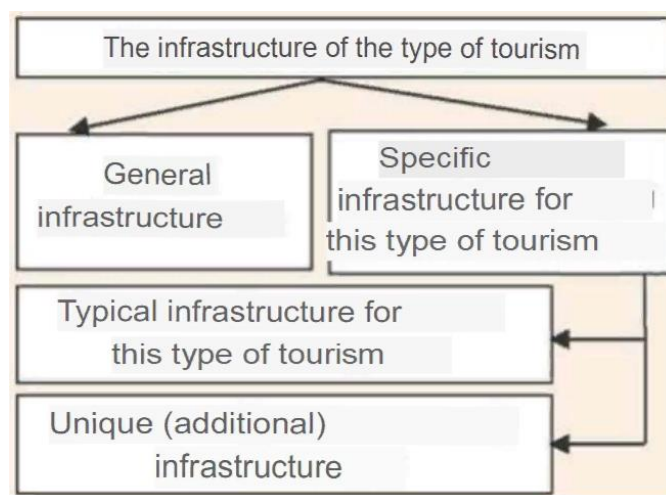 The infrastructure of the type of tourism
General
infrastructure
Specific
infrastructure for
this type of tourism
Typical infrastructure for
this type of tourism
Unique (additional)
infrastructure